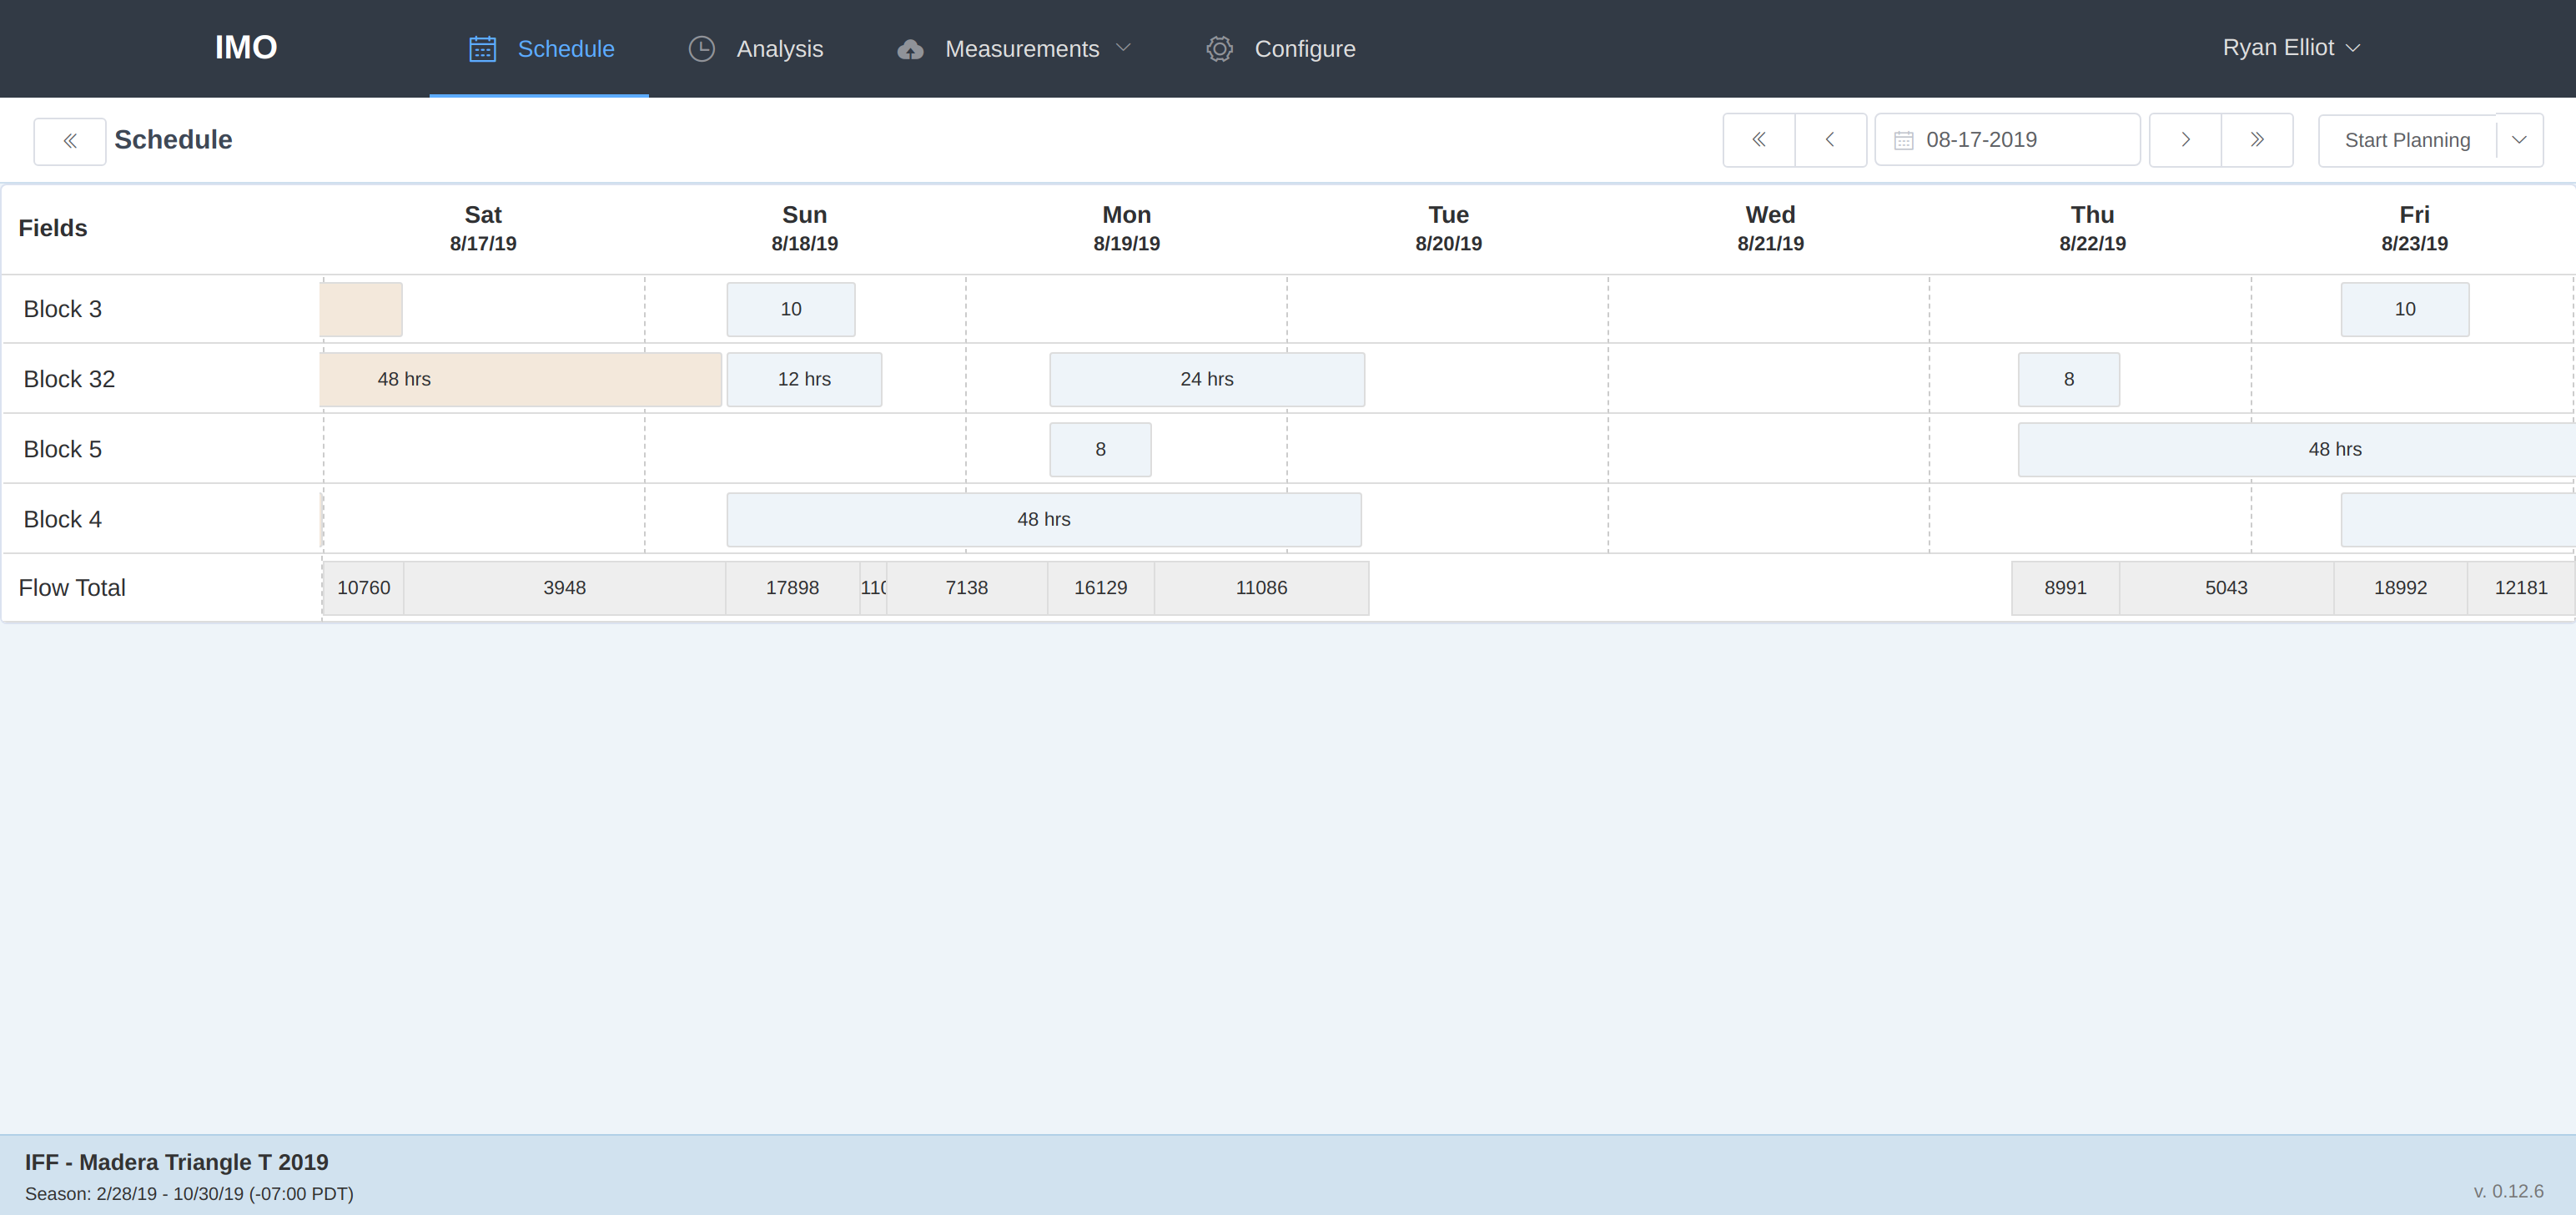 IMO Schedule Analysis Measurements Configure Ryan Elliot
Schedule 08-17-2019 Start Planning
Fields Sat Sun Mon Tue Wed Thu Fri
8/17/19 8/18/19 8/19/19 8/20/19 8/21/19 8/22/19 8/23/19
Block 3 10 10
Block 32 48 hrs 12 hrs 24 hrs 8
Block 5 8 48 hrs
Block 4 48 hrs
Flow Total 10760 3948 17898 7138 16129 11086 8991 5043 18992 12181
IFF - Madera Triangle T 2019
Season: 2/28/19 - 10/30/19 (-07:00 PDT)
v. 0.12.6